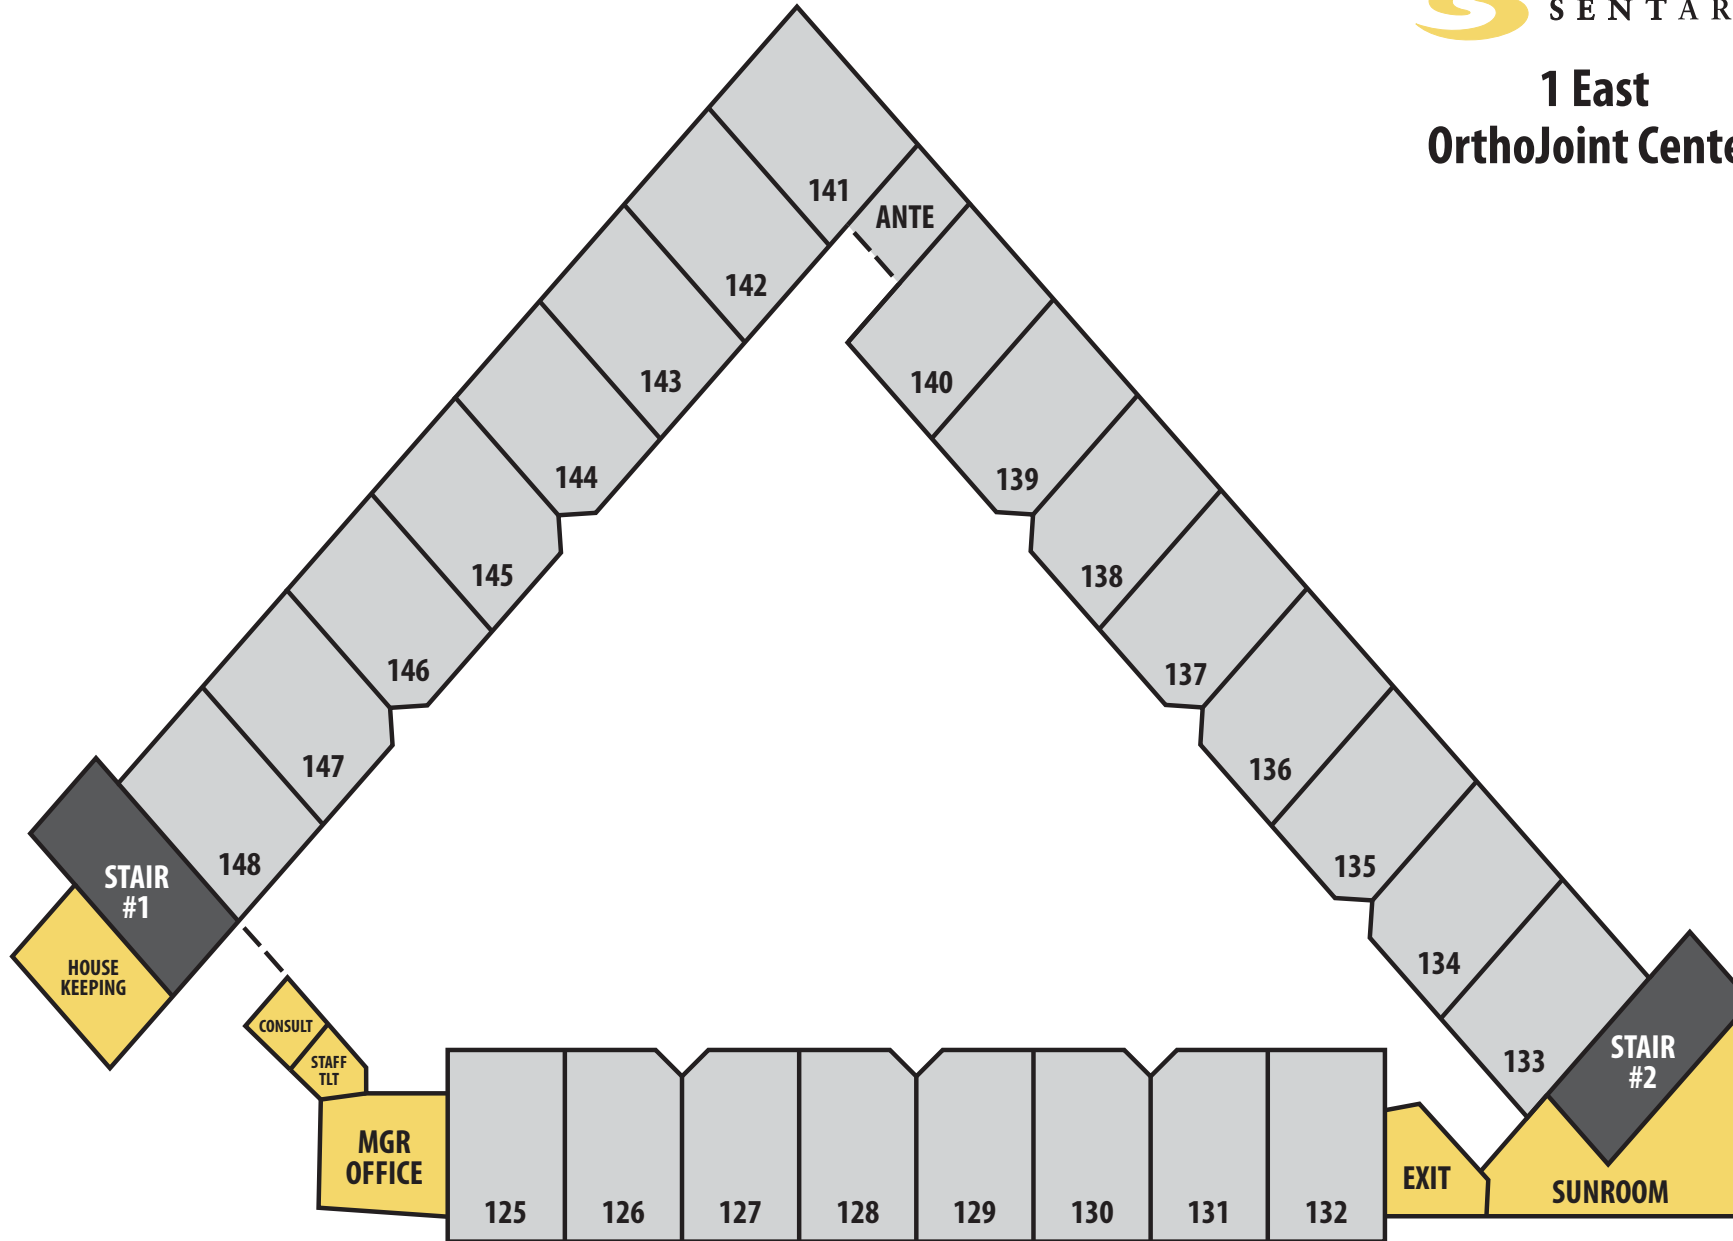 SENTAR
1 East
OrthoJoint Cente
141
ANTE
142
143
140
144
139
145
138
146
137
147
136
148
135
STAIR
#1
134
HOUSE
KEEPING
CONSULT
STAFF
TLT
133
STAIR
#2
MGR
OFFICE
EXIT
SUNROOM
125
126
127
128
129
130
131
132